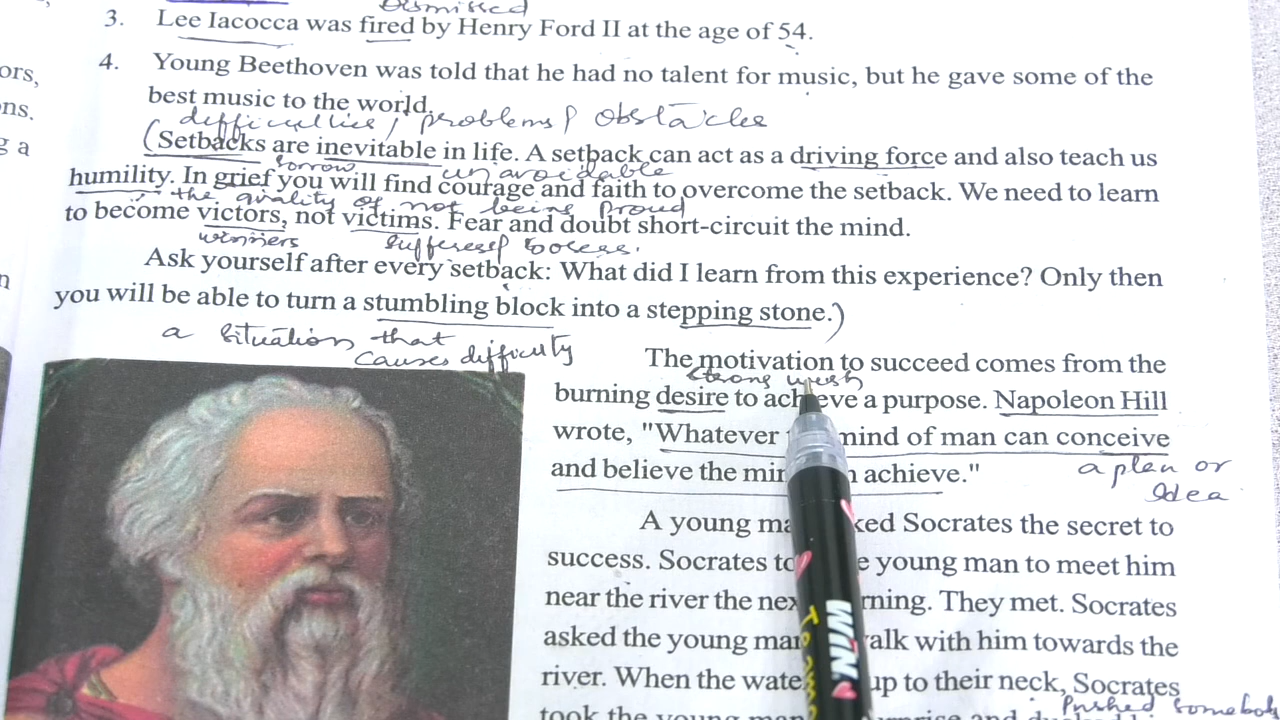 Dismissed
3. Lee Iacocca was fired by Henry Ford II at the age of 54.
4. Young Beethoven was told that he had no talent for music, but he gave some of the
best music to the world.
difficulties, problems / obstacles
(Setbacks are inevitable in life. A setback can act as a driving force and also teach us
sorrow unavoidable
humility. In grief you will find courage and faith to overcome the setback. We need to learn
the quality of not being proud
to become victors, not victims. Fear and doubt short-circuit the mind.
winners
Ask yourself after every setback: What did I learn from this experience? Only then
you will be able to turn a stumbling block into a stepping stone.)
a situation that
causes difficulty
The motivation to succeed comes from the
strong wish
burning desire to achieve a purpose. Napoleon Hill
wrote, "Whatever mind of man can conceive
and believe the achieve."
a plan or
Idea
A young Socrates the secret to
success. Socrates young man to meet him
near the river the They met. Socrates
asked the young with him towards the
river. When the up to their neck, Socrates
Pushed somebody
took the young
ors,
ns.
g a
n
WIN